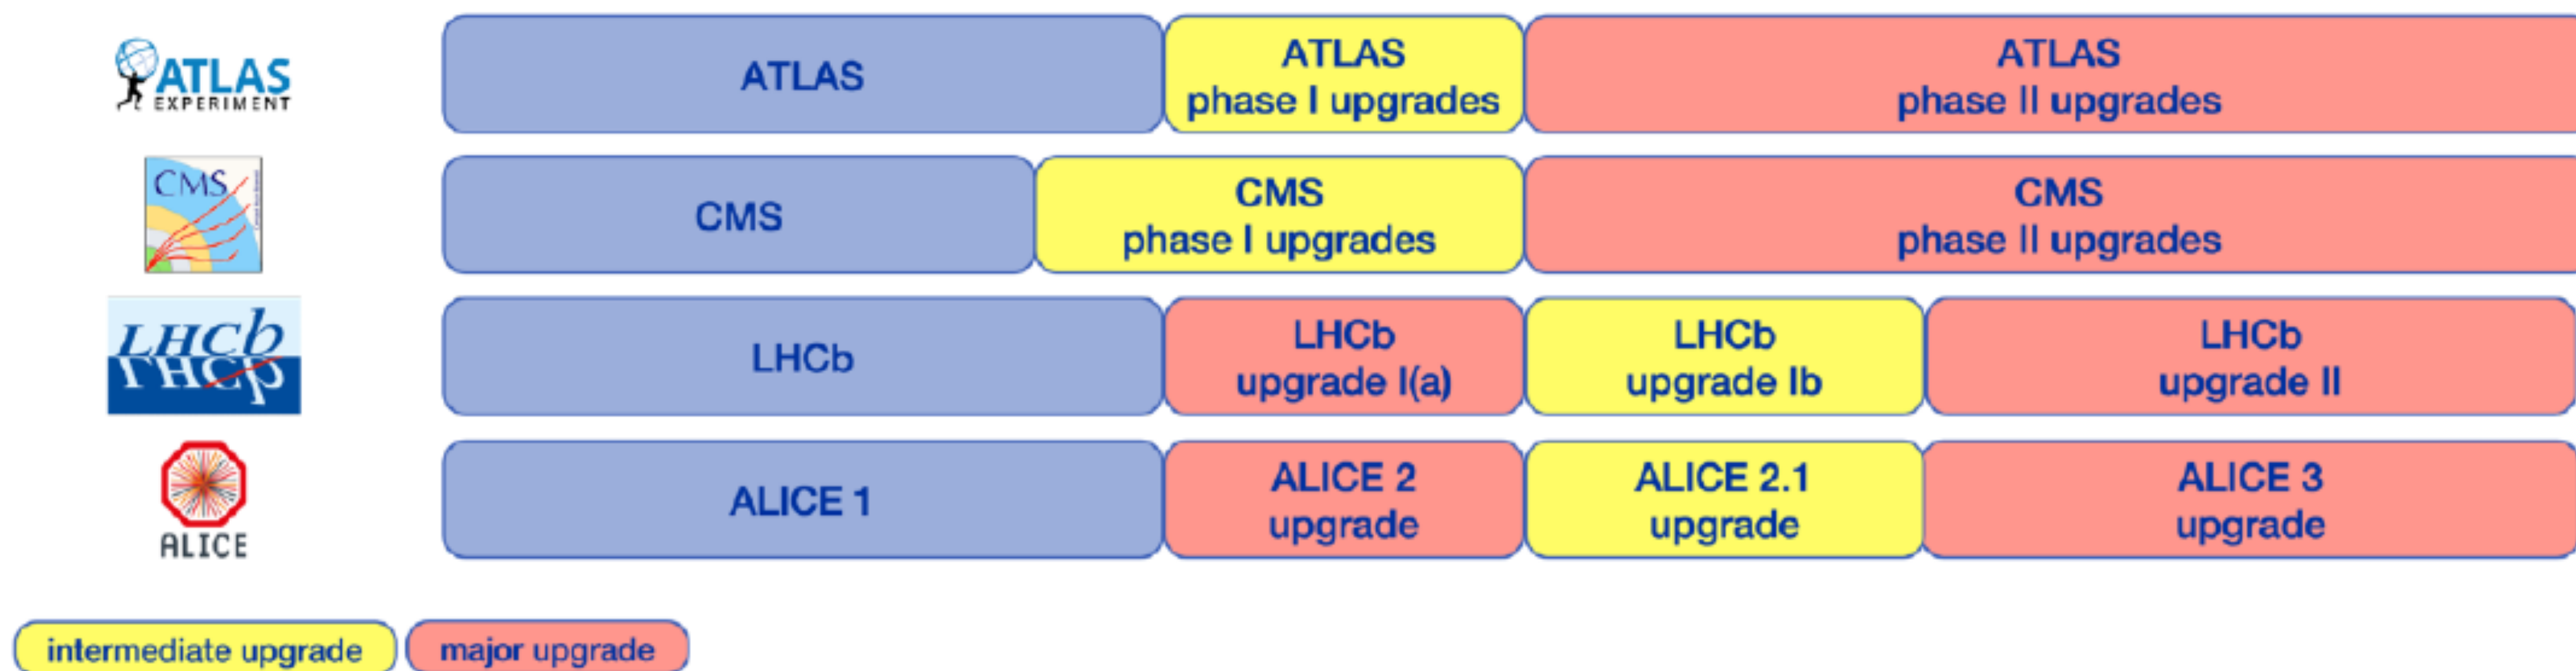 ATLAS
EXPERIMENT
ATLAS
ATLAS
phase I upgrades
ATLAS
phase II upgrades
CMS
CMS
CMS
phase I upgrades
CMS
phase II upgrades
LHCb
LHCb
LHCb
LHCb
upgrade I(a)
LHCb
upgrade Ib
LHCb
upgrade II
ALICE
ALICE 1
ALICE 2
upgrade
ALICE 2.1
upgrade
ALICE 3
upgrade
intermediate upgrade
major upgrade